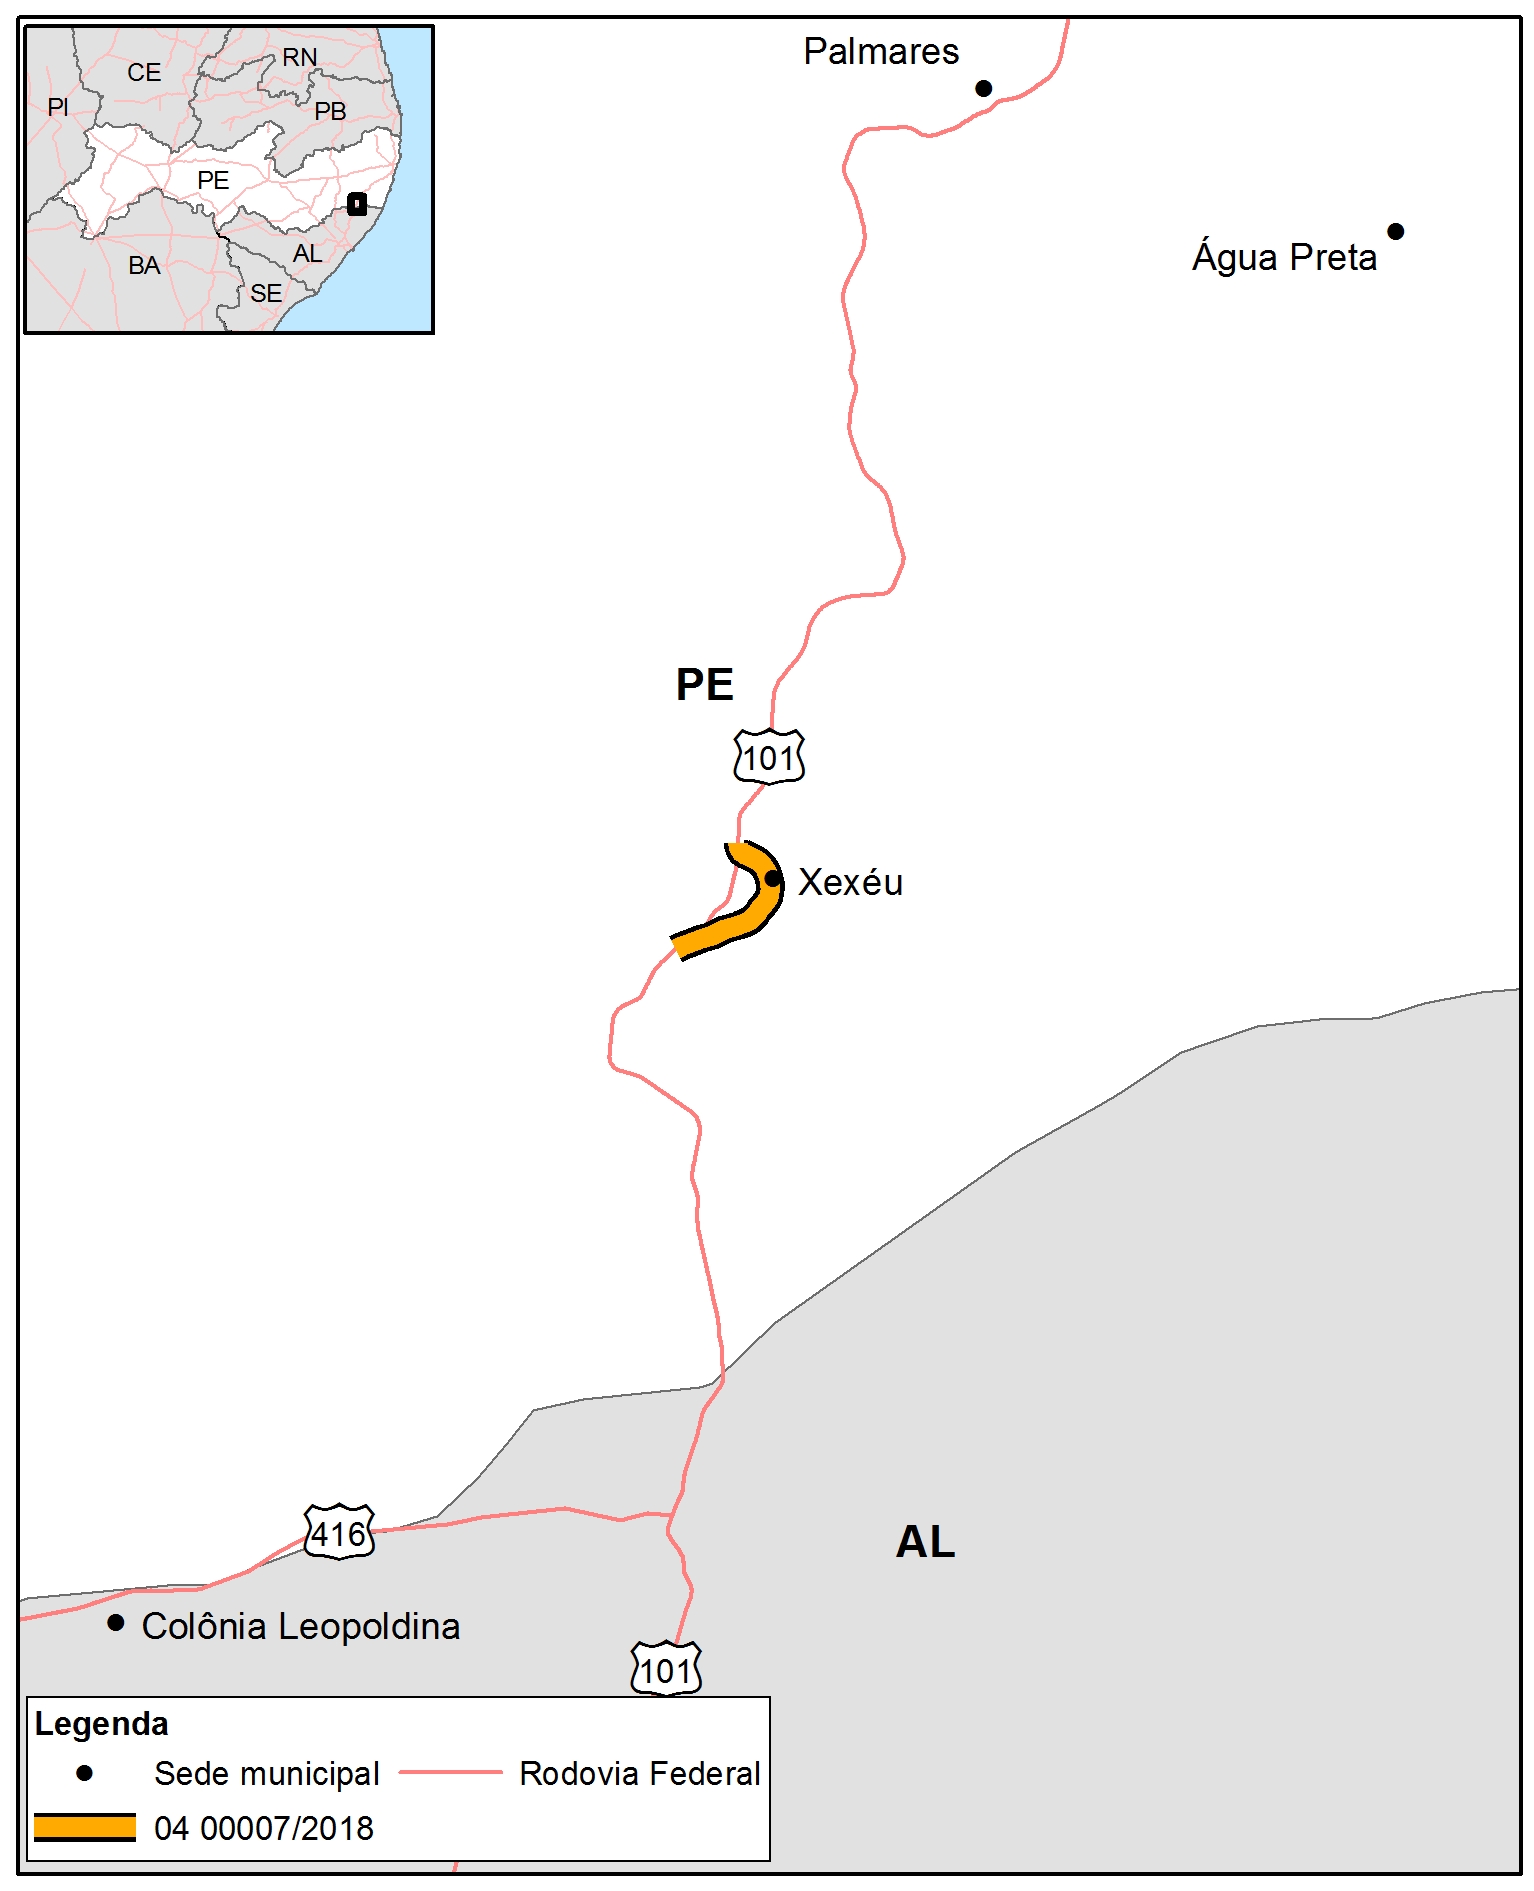 CE
RN
PI
PB
PE
AL
BA
SE
Palmares
Água Preta
PE
101
Xexéu
416
AL
Colônia Leopoldina
101
Legenda
Sede municipal
Rodovia Federal
04 00007/2018